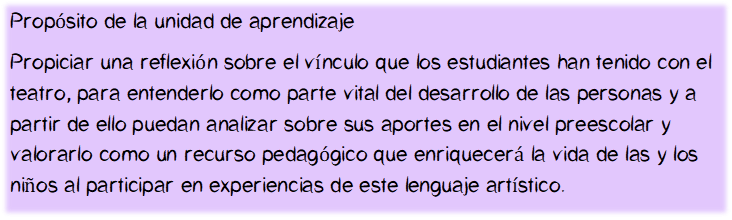 Propósito de la unidad de aprendizaje
Propiciar una reflexión sobre el vínculo que los estudiantes han tenido con el
teatro, para entenderlo como parte vital del desarrollo de las personas y a
partir de ello puedan analizar sobre sus aportes en el nivel preescolar y
valorarlo como un recurso pedagógico que enriquecerá la vida de las y los
niños al participar en experiencias de este lenguaje artístico.